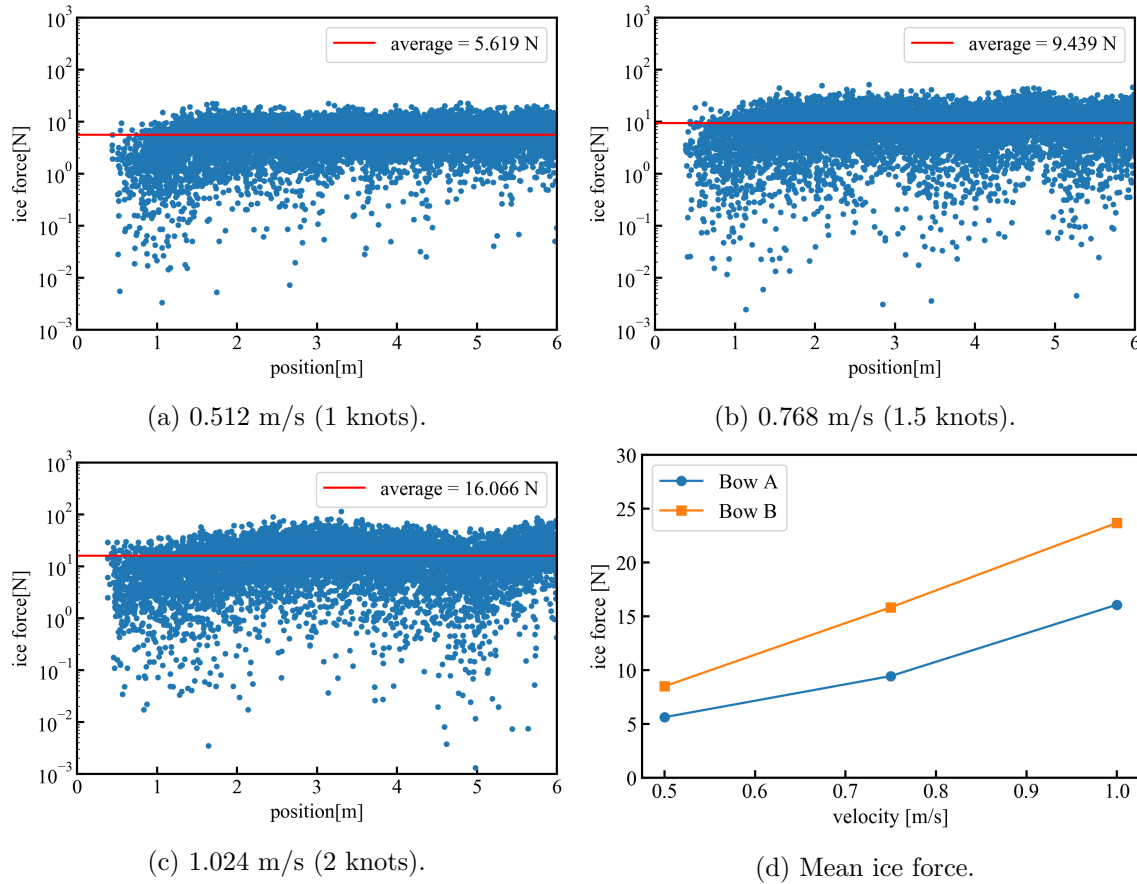 10³
10²
10¹
10⁰
10⁻¹
10⁻²
10⁻³
ice force[N]
average = 5.619 N
0 1 2 3 4 5 6
position[m]
(a) 0.512 m/s (1 knots).
10³
10²
10¹
10⁰
10⁻¹
10⁻²
10⁻³
ice force[N]
average = 9.439 N
0 1 2 3 4 5 6
position[m]
(b) 0.768 m/s (1.5 knots).
10³
10²
10¹
10⁰
10⁻¹
10⁻²
10⁻³
ice force[N]
average = 16.066 N
0 1 2 3 4 5 6
position[m]
(c) 1.024 m/s (2 knots).
30
25
20
15
10
5
0
ice force [N]
Bow A
Bow B
0.5 0.6 0.7 0.8 0.9 1.0
velocity [m/s]
(d) Mean ice force.